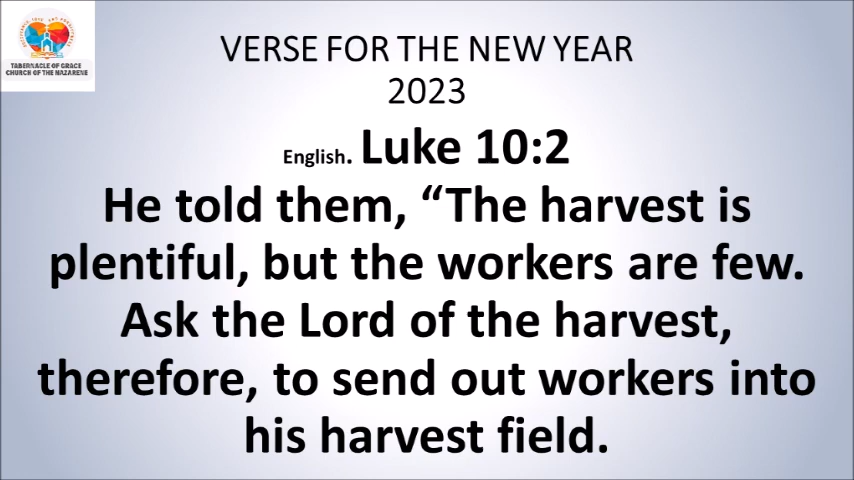 TABERNACLE OF GRACE
CHURCH OF THE NAZARENE
VERSE FOR THE NEW YEAR
2023
English. Luke 10:2
He told them, “The harvest is
plentiful, but the workers are few.
Ask the Lord of the harvest,
therefore, to send out workers into
his harvest field.